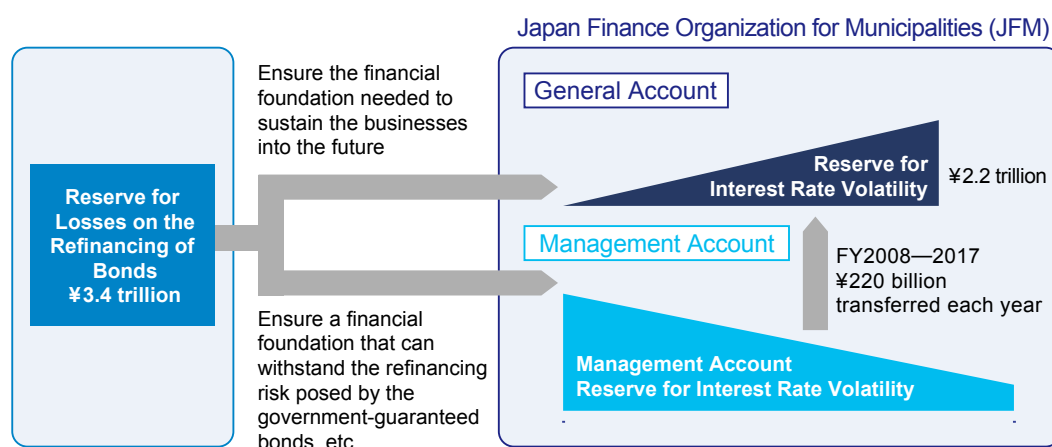 Japan Finance Organization for Municipalities (JFM)
Ensure the financial
foundation needed to
sustain the businesses
into the future
General Account
Reserve for
Interest Rate Volatility
¥2.2 trillion
Reserve for
Losses on the
Refinancing of
Bonds
¥3.4 trillion
Management Account
FY2008—2017
¥220 billion
transferred each year
Ensure a financial
foundation that can
withstand the refinancing
risk posed by the
government-guaranteed
bonds, etc
Management Account
Reserve for Interest Rate Volatility